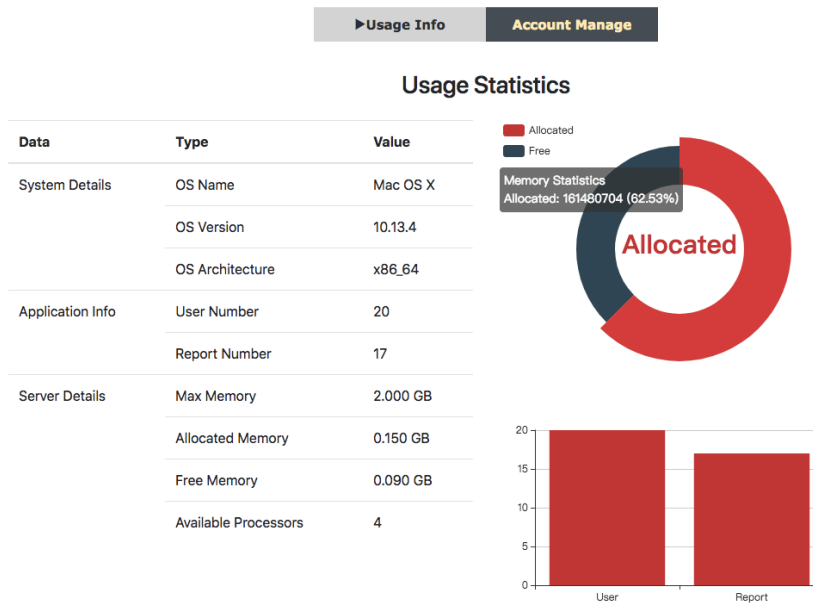 ▶Usage Info Account Manage
Usage Statistics
Data Type Value
System Details OS Name Mac OS X
OS Version 10.13.4
OS Architecture x86_64
Application Info User Number 20
Report Number 17
Server Details Max Memory 2.000 GB
Allocated Memory 0.150 GB
Free Memory 0.090 GB
Available Processors 4
Allocated
Free
Memory Statistics
Allocated: 161480704 (62.53%)
Allocated
20
15
10
5
0
User Report